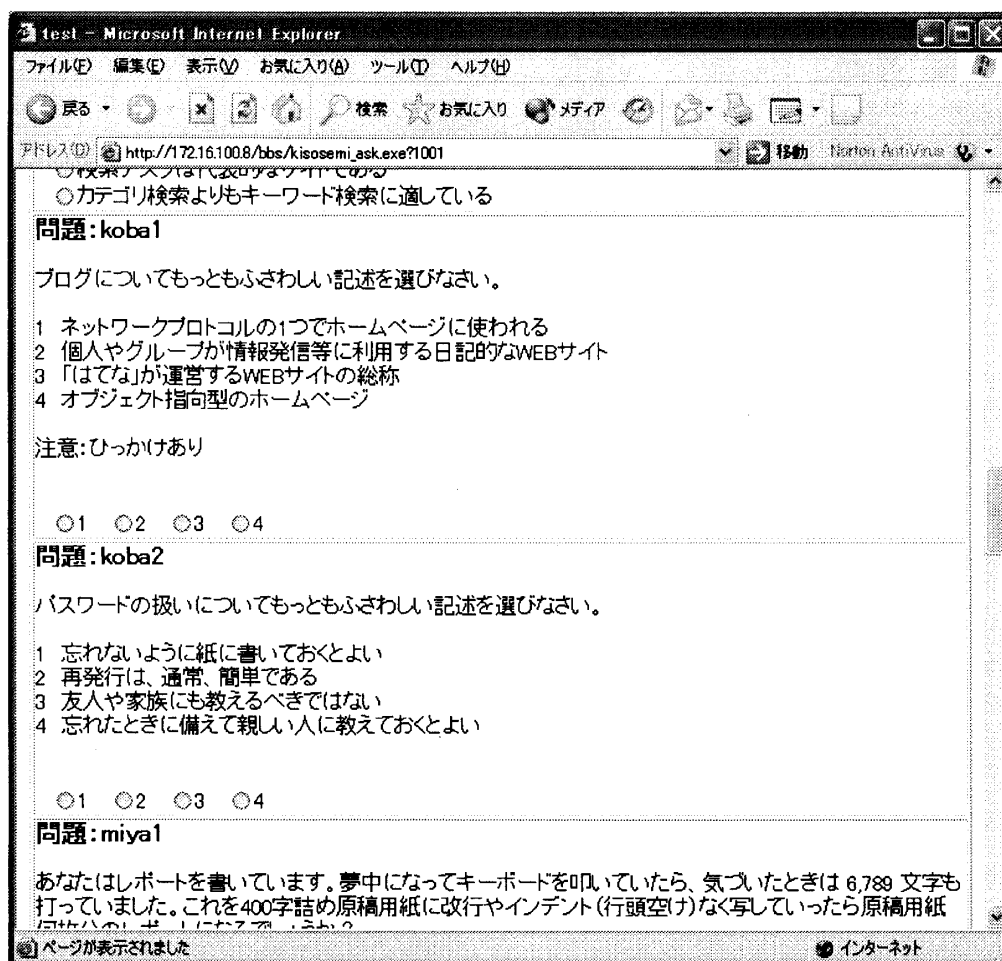 test - Microsoft Internet Explorer
ファイル(F) 編集(E) 表示(V) お気に入り(A) ツール(T) ヘルプ(H)
戻る 検索 お気に入り メディア
アドレス(D) http://172.16.100.8/bbs/kisosemi_ask.exe?1001 移動 Norton AntiVirus
○カテゴリ検索よりもキーワード検索に適している
問題:koba1
ブログについてもっともふさわしい記述を選びなさい。
1 ネットワークプロトコルの1つでホームページに使われる
2 個人やグループが情報発信等に利用する日記的なWEBサイト
3 「はてな」が運営するWEBサイトの総称
4 オブジェクト指向型のホームページ
注意:ひっかけあり
○1 ○2 ○3 ○4
問題:koba2
パスワードの扱いについてもっともふさわしい記述を選びなさい。
1 忘れないように紙に書いておくとよい
2 再発行は、通常、簡単である
3 友人や家族にも教えるべきではない
4 忘れたときに備えて親しい人に教えておくとよい
○1 ○2 ○3 ○4
問題:miya1
あなたはレポートを書いています。夢中になってキーボードを叩いていたら、気づいたときは 6,789 文字も
打っていました。これを400字詰め原稿用紙に改行やインデント(行頭空け)なく写していったら原稿用紙
ページが表示されました インターネット